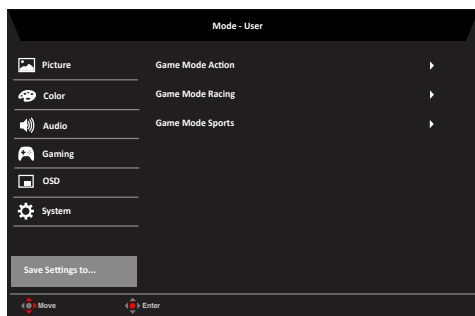 Mode - User
Picture
Color
Audio
Gaming
OSD
System
Save Settings to...
Game Mode Action
Game Mode Racing
Game Mode Sports
Move
Enter